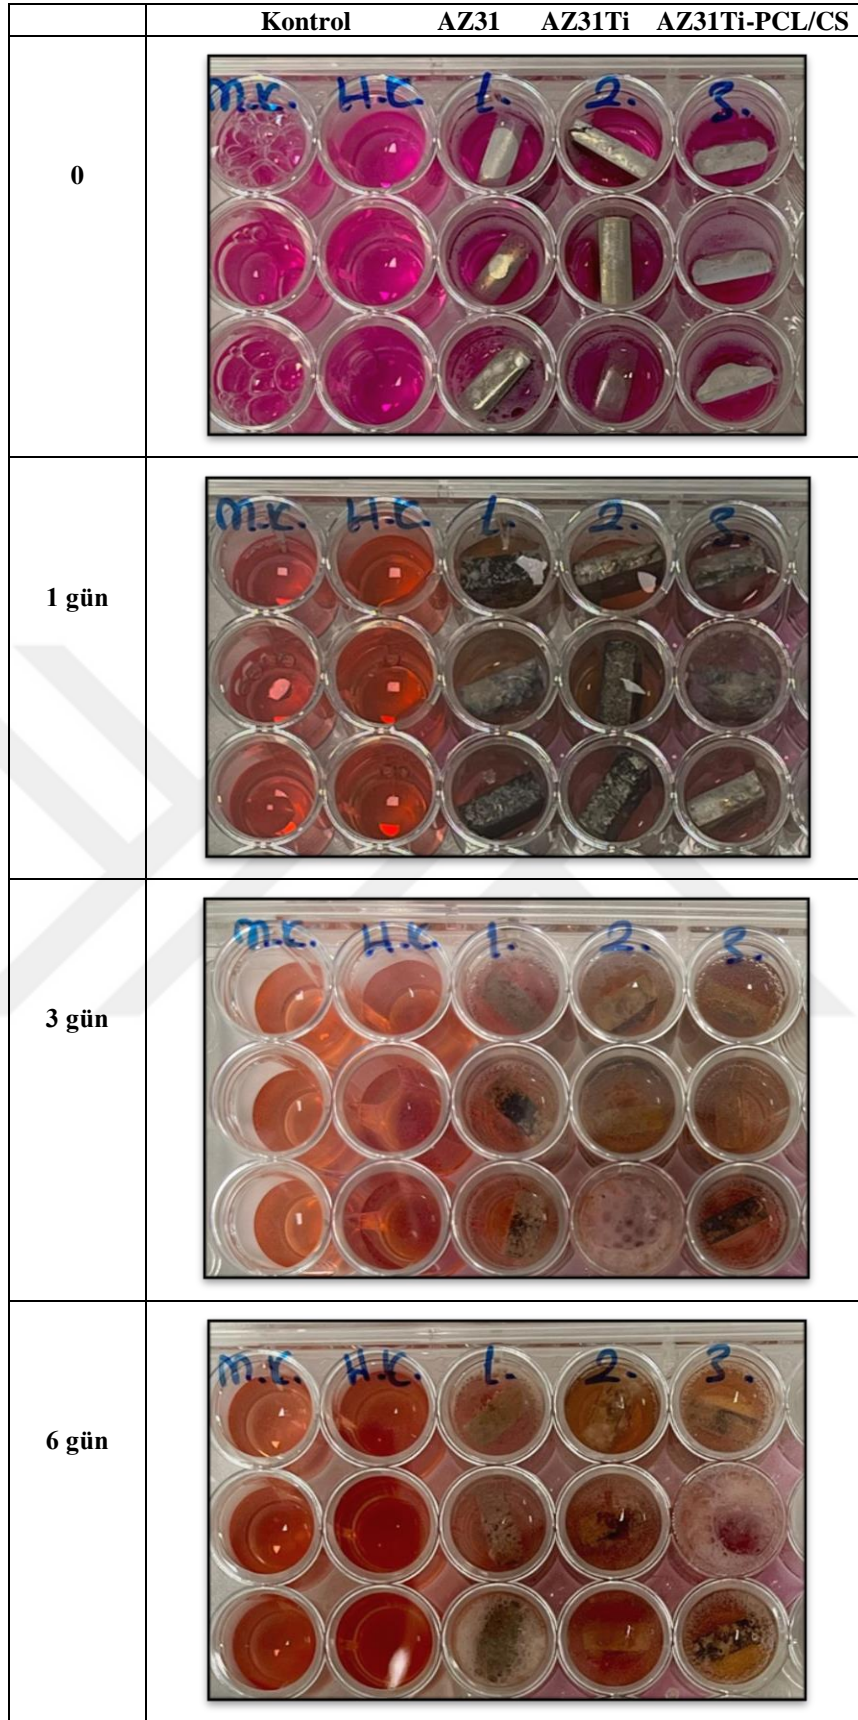 Kontrol AZ31 AZ31Ti AZ31Ti-PCL/CS
0
M.K. H.K. 1. 2. 3.
1 gün
M.K. H.K. 1. 2. 3.
3 gün
M.K. H.K. 1. 2. 3.
6 gün
M.K. H.K. 1. 2. 3.